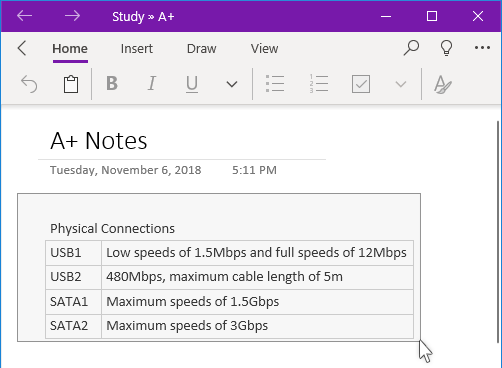 Study » A+
Home Insert Draw View
B I U
A+ Notes
Tuesday, November 6, 2018 5:11 PM
Physical Connections
USB1 Low speeds of 1.5Mbps and full speeds of 12Mbps
USB2 480Mbps, maximum cable length of 5m
SATA1 Maximum speeds of 1.5Gbps
SATA2 Maximum speeds of 3Gbps